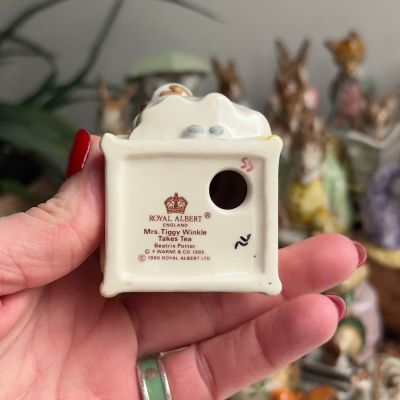 ROYAL ALBERT ®
ENGLAND
Mrs. Tiggy Winkle
Takes Tea
Beatrix Potter
© F. WARNE & CO. 1985
© 1989 ROYAL ALBERT LTD